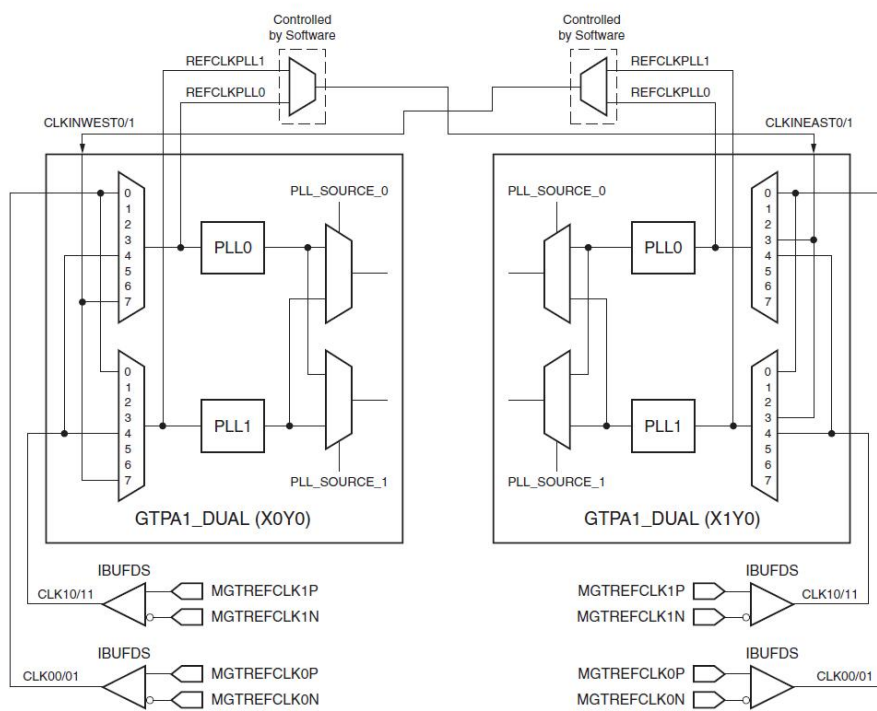 Controlled
by Software
Controlled
by Software
REFCLKPLL1
REFCLKPLL1
REFCLKPLL0
REFCLKPLL0
CLKINWEST0/1
CLKINEAST0/1
0
1
2
3
4
5
6
7
PLL0
PLL_SOURCE_0
PLL_SOURCE_0
PLL0
0
1
2
3
4
5
6
7
0
1
2
3
4
5
6
7
PLL1
PLL_SOURCE_1
PLL_SOURCE_1
PLL1
0
1
2
3
4
5
6
7
GTPA1_DUAL (X0Y0)
GTPA1_DUAL (X1Y0)
IBUFDS
CLK10/11
MGTREFCLK1P
MGTREFCLK1N
MGTREFCLK1P
MGTREFCLK1N
IBUFDS
CLK10/11
IBUFDS
CLK00/01
MGTREFCLK0P
MGTREFCLK0N
MGTREFCLK0P
MGTREFCLK0N
IBUFDS
CLK00/01